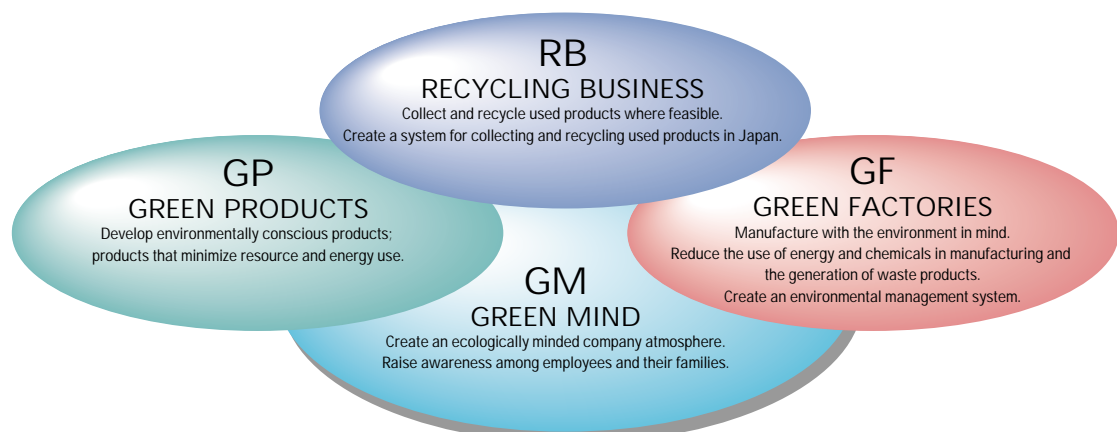 RB
RECYCLING BUSINESS
Collect and recycle used products where feasible.
Create a system for collecting and recycling used products in Japan.
GP
GREEN PRODUCTS
Develop environmentally conscious products;
products that minimize resource and energy use.
GF
GREEN FACTORIES
Manufacture with the environment in mind.
Reduce the use of energy and chemicals in manufacturing and
the generation of waste products.
Create an environmental management system.
GM
GREEN MIND
Create an ecologically minded company atmosphere.
Raise awareness among employees and their families.